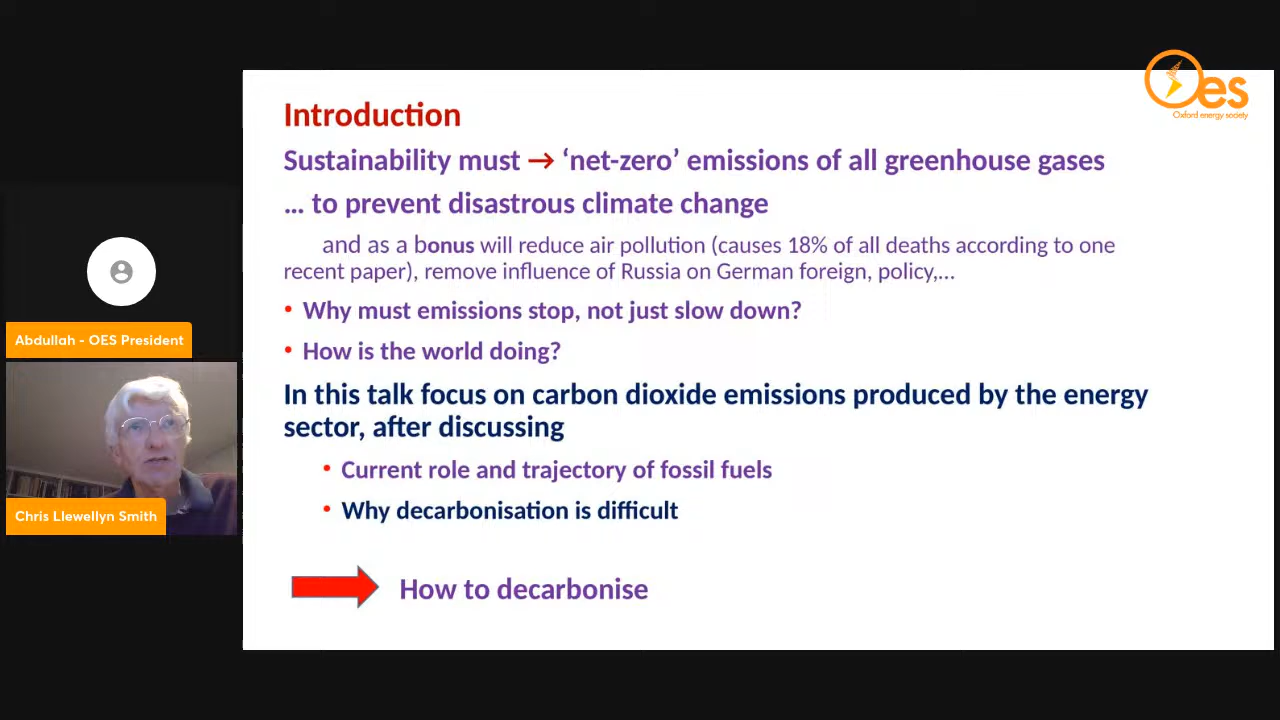 Oes
Oxford energy society
Introduction
Sustainability must → ‘net-zero’ emissions of all greenhouse gases
… to prevent disastrous climate change
and as a bonus will reduce air pollution (causes 18% of all deaths according to one
recent paper), remove influence of Russia on German foreign, policy,…
• Why must emissions stop, not just slow down?
• How is the world doing?
In this talk focus on carbon dioxide emissions produced by the energy
sector, after discussing
• Current role and trajectory of fossil fuels
• Why decarbonisation is difficult
How to decarbonise
Abdullah - OES President
Chris Llewellyn Smith